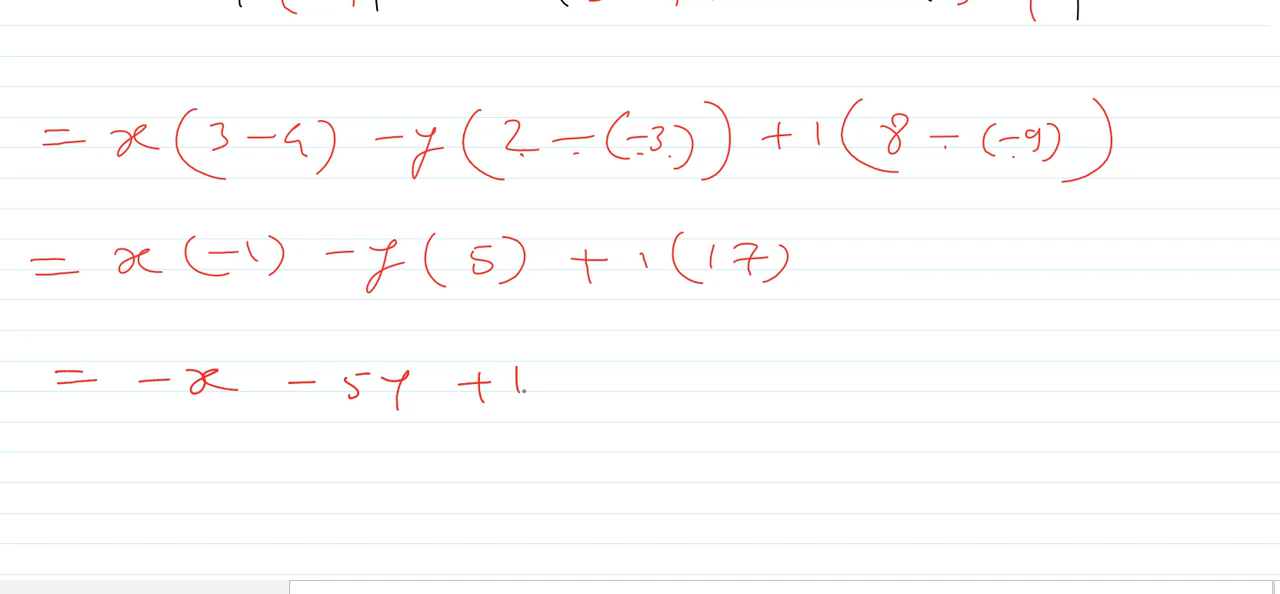 = x(3-4) - y(2-(-3)) + 1(8-(-9))
= x(-1) - y(5) + 1(17)
= -x - 5y + 1